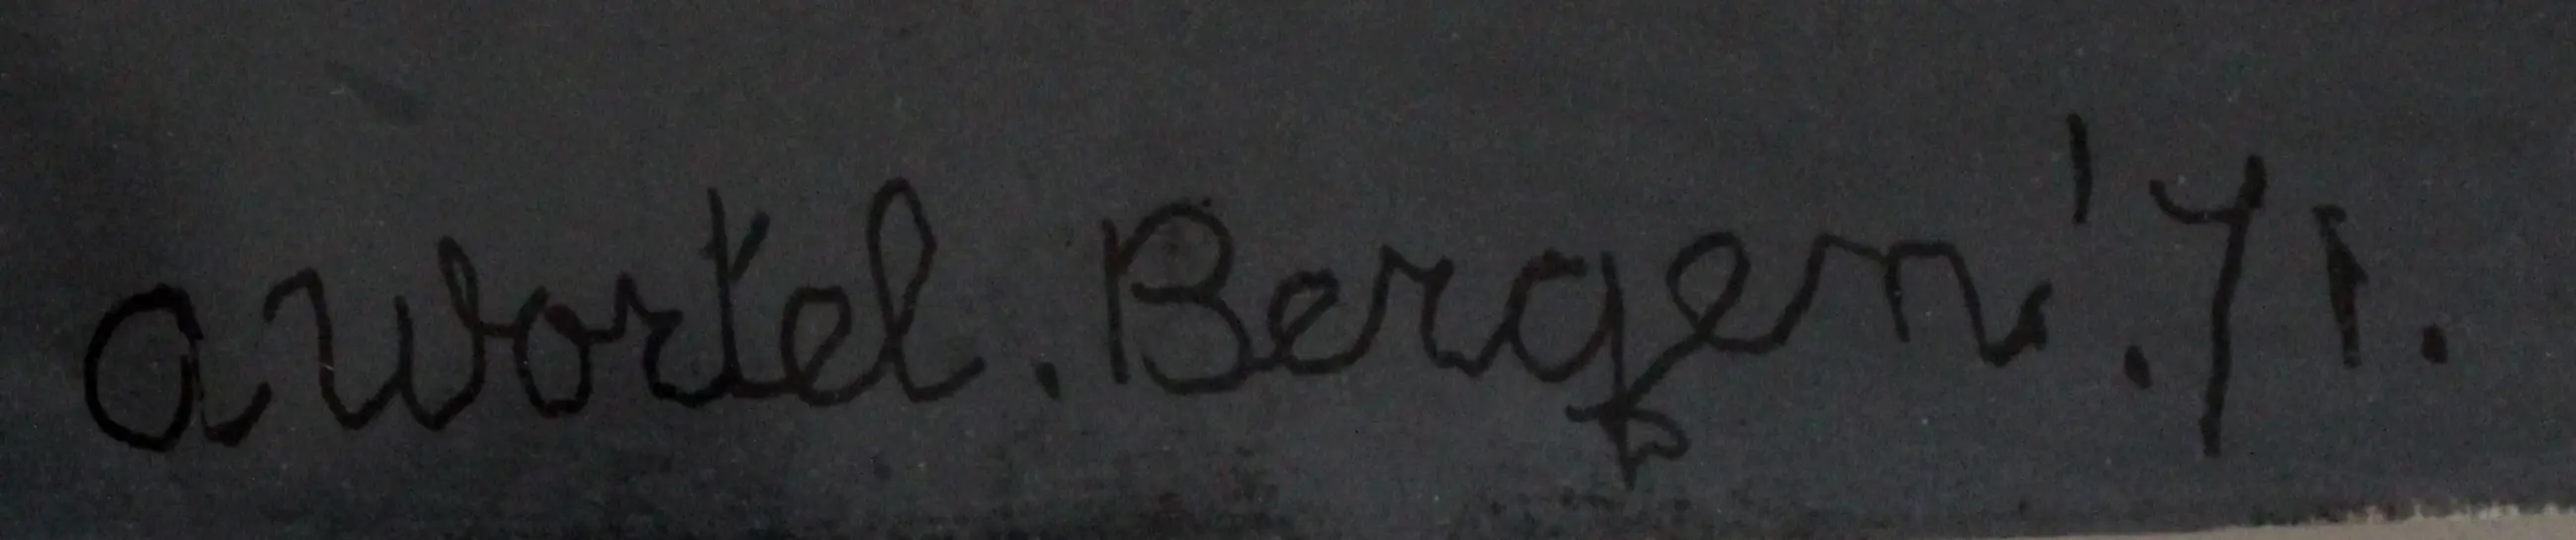 a wortel. Bergen '.71.